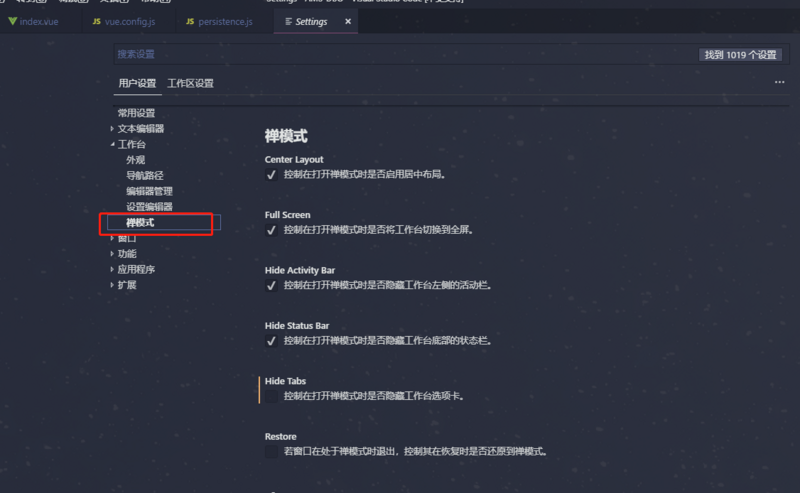 index.vue
JS vue.config.js
JS persistence.js
Settings
搜索设置
找到 1019 个设置
用户设置 工作区设置
常用设置
文本编辑器
工作台
外观
导航路径
编辑器管理
设置编辑器
禅模式
窗口
功能
应用程序
扩展
禅模式
Center Layout
控制在打开禅模式时是否启用居中布局。
Full Screen
控制在打开禅模式时是否将工作台切换到全屏。
Hide Activity Bar
控制在打开禅模式时是否隐藏工作台左侧的活动栏。
Hide Status Bar
控制在打开禅模式时是否隐藏工作台底部的状态栏。
Hide Tabs
控制在打开禅模式时是否隐藏工作台选项卡。
Restore
若窗口在处于禅模式时退出，控制其在恢复时是否还原到禅模式。